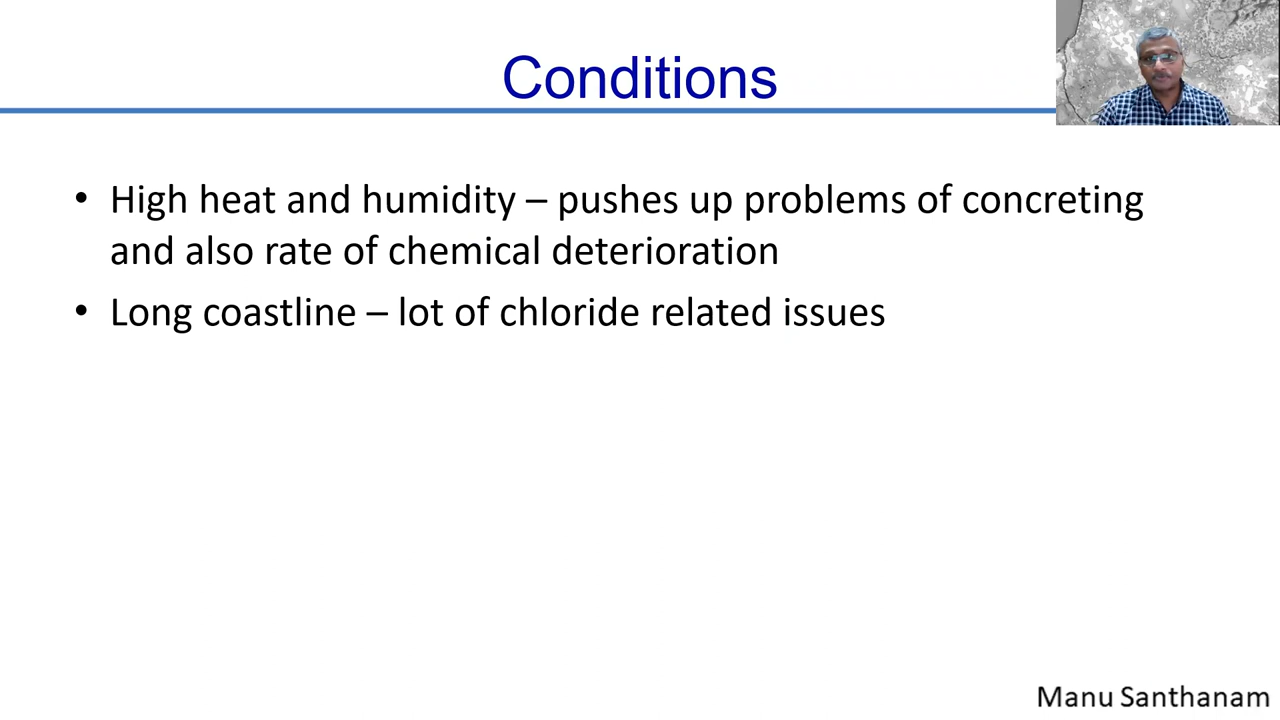 Conditions
• High heat and humidity – pushes up problems of concreting
and also rate of chemical deterioration
• Long coastline – lot of chloride related issues
Manu Santhanam